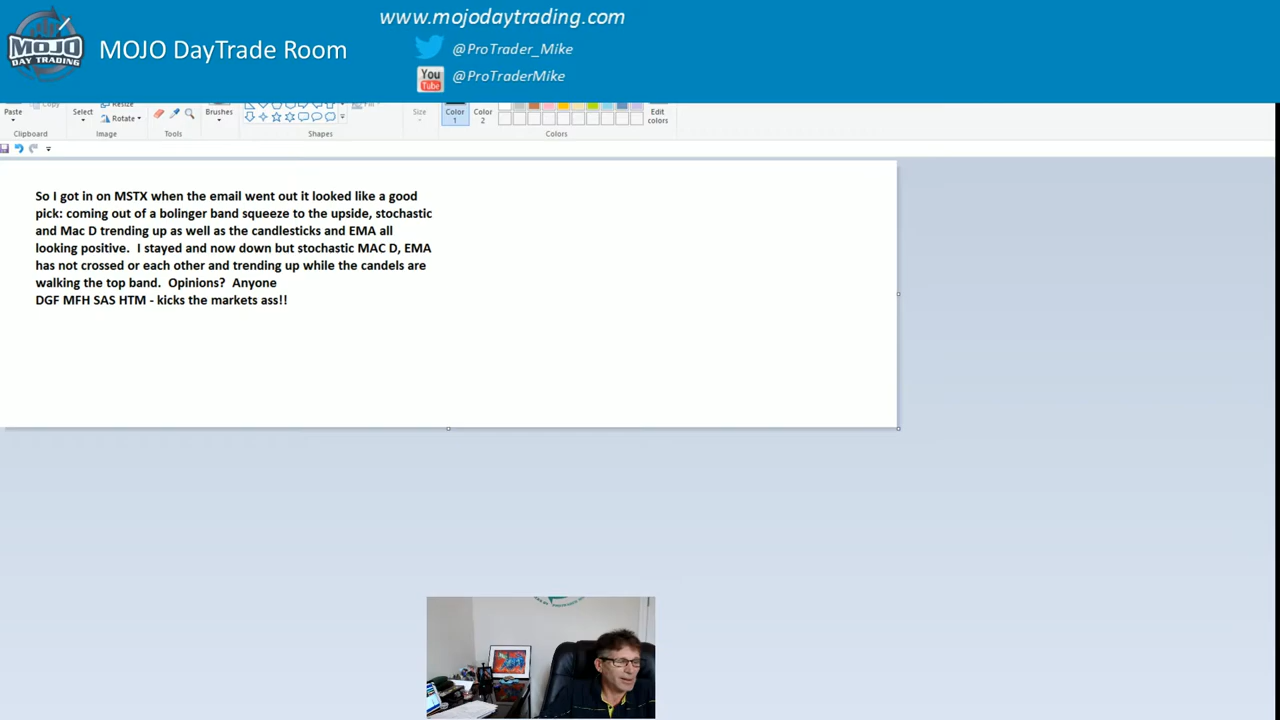 www.mojodaytrading.com
MOJO
DAY TRADING
MOJO DayTrade Room
@ProTrader_Mike
You
Tube
@ProTraderMike
Copy
Resize
Fill
Paste
Select
Rotate
Brushes
Size
Color
1
Color
2
Edit
colors
Clipboard
Image
Tools
Shapes
Colors
So I got in on MSTX when the email went out it looked like a good
pick: coming out of a bolinger band squeeze to the upside, stochastic
and Mac D trending up as well as the candlesticks and EMA all
looking positive.  I stayed and now down but stochastic MAC D, EMA
has not crossed or each other and trending up while the candels are
walking the top band.  Opinions?  Anyone
DGF MFH SAS HTM - kicks the markets ass!!